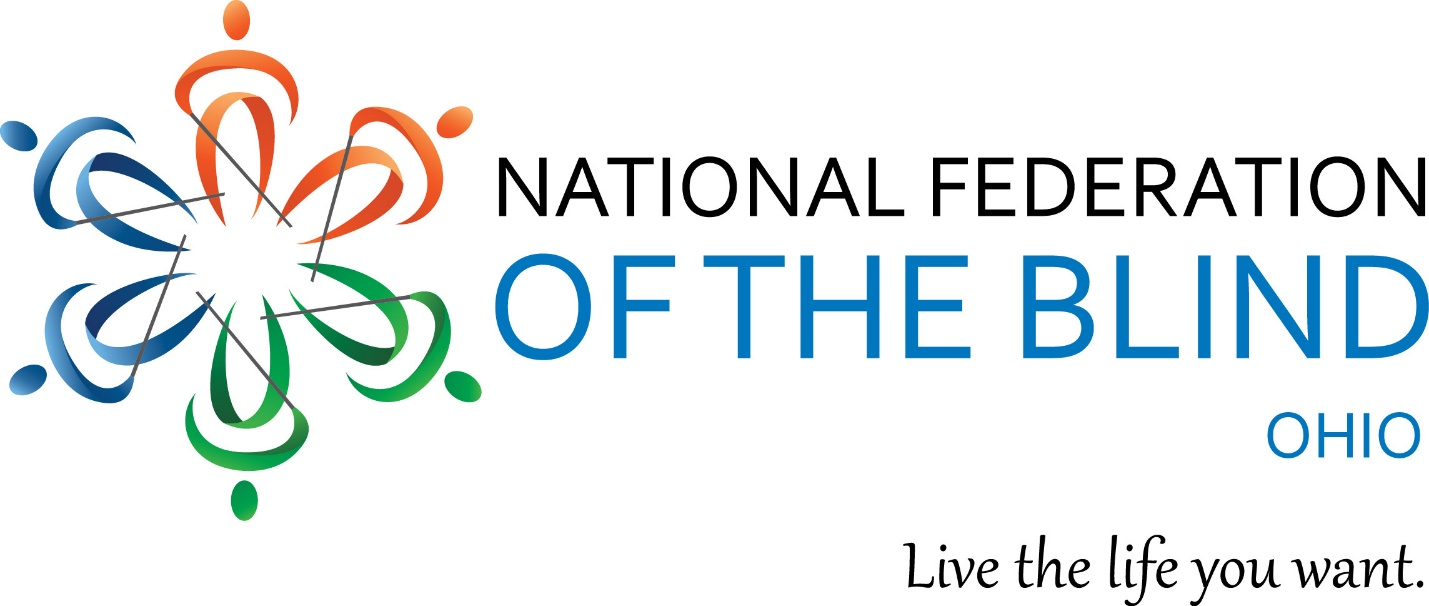 NATIONAL FEDERATION
OF THE BLIND
OHIO
Live the life you want.